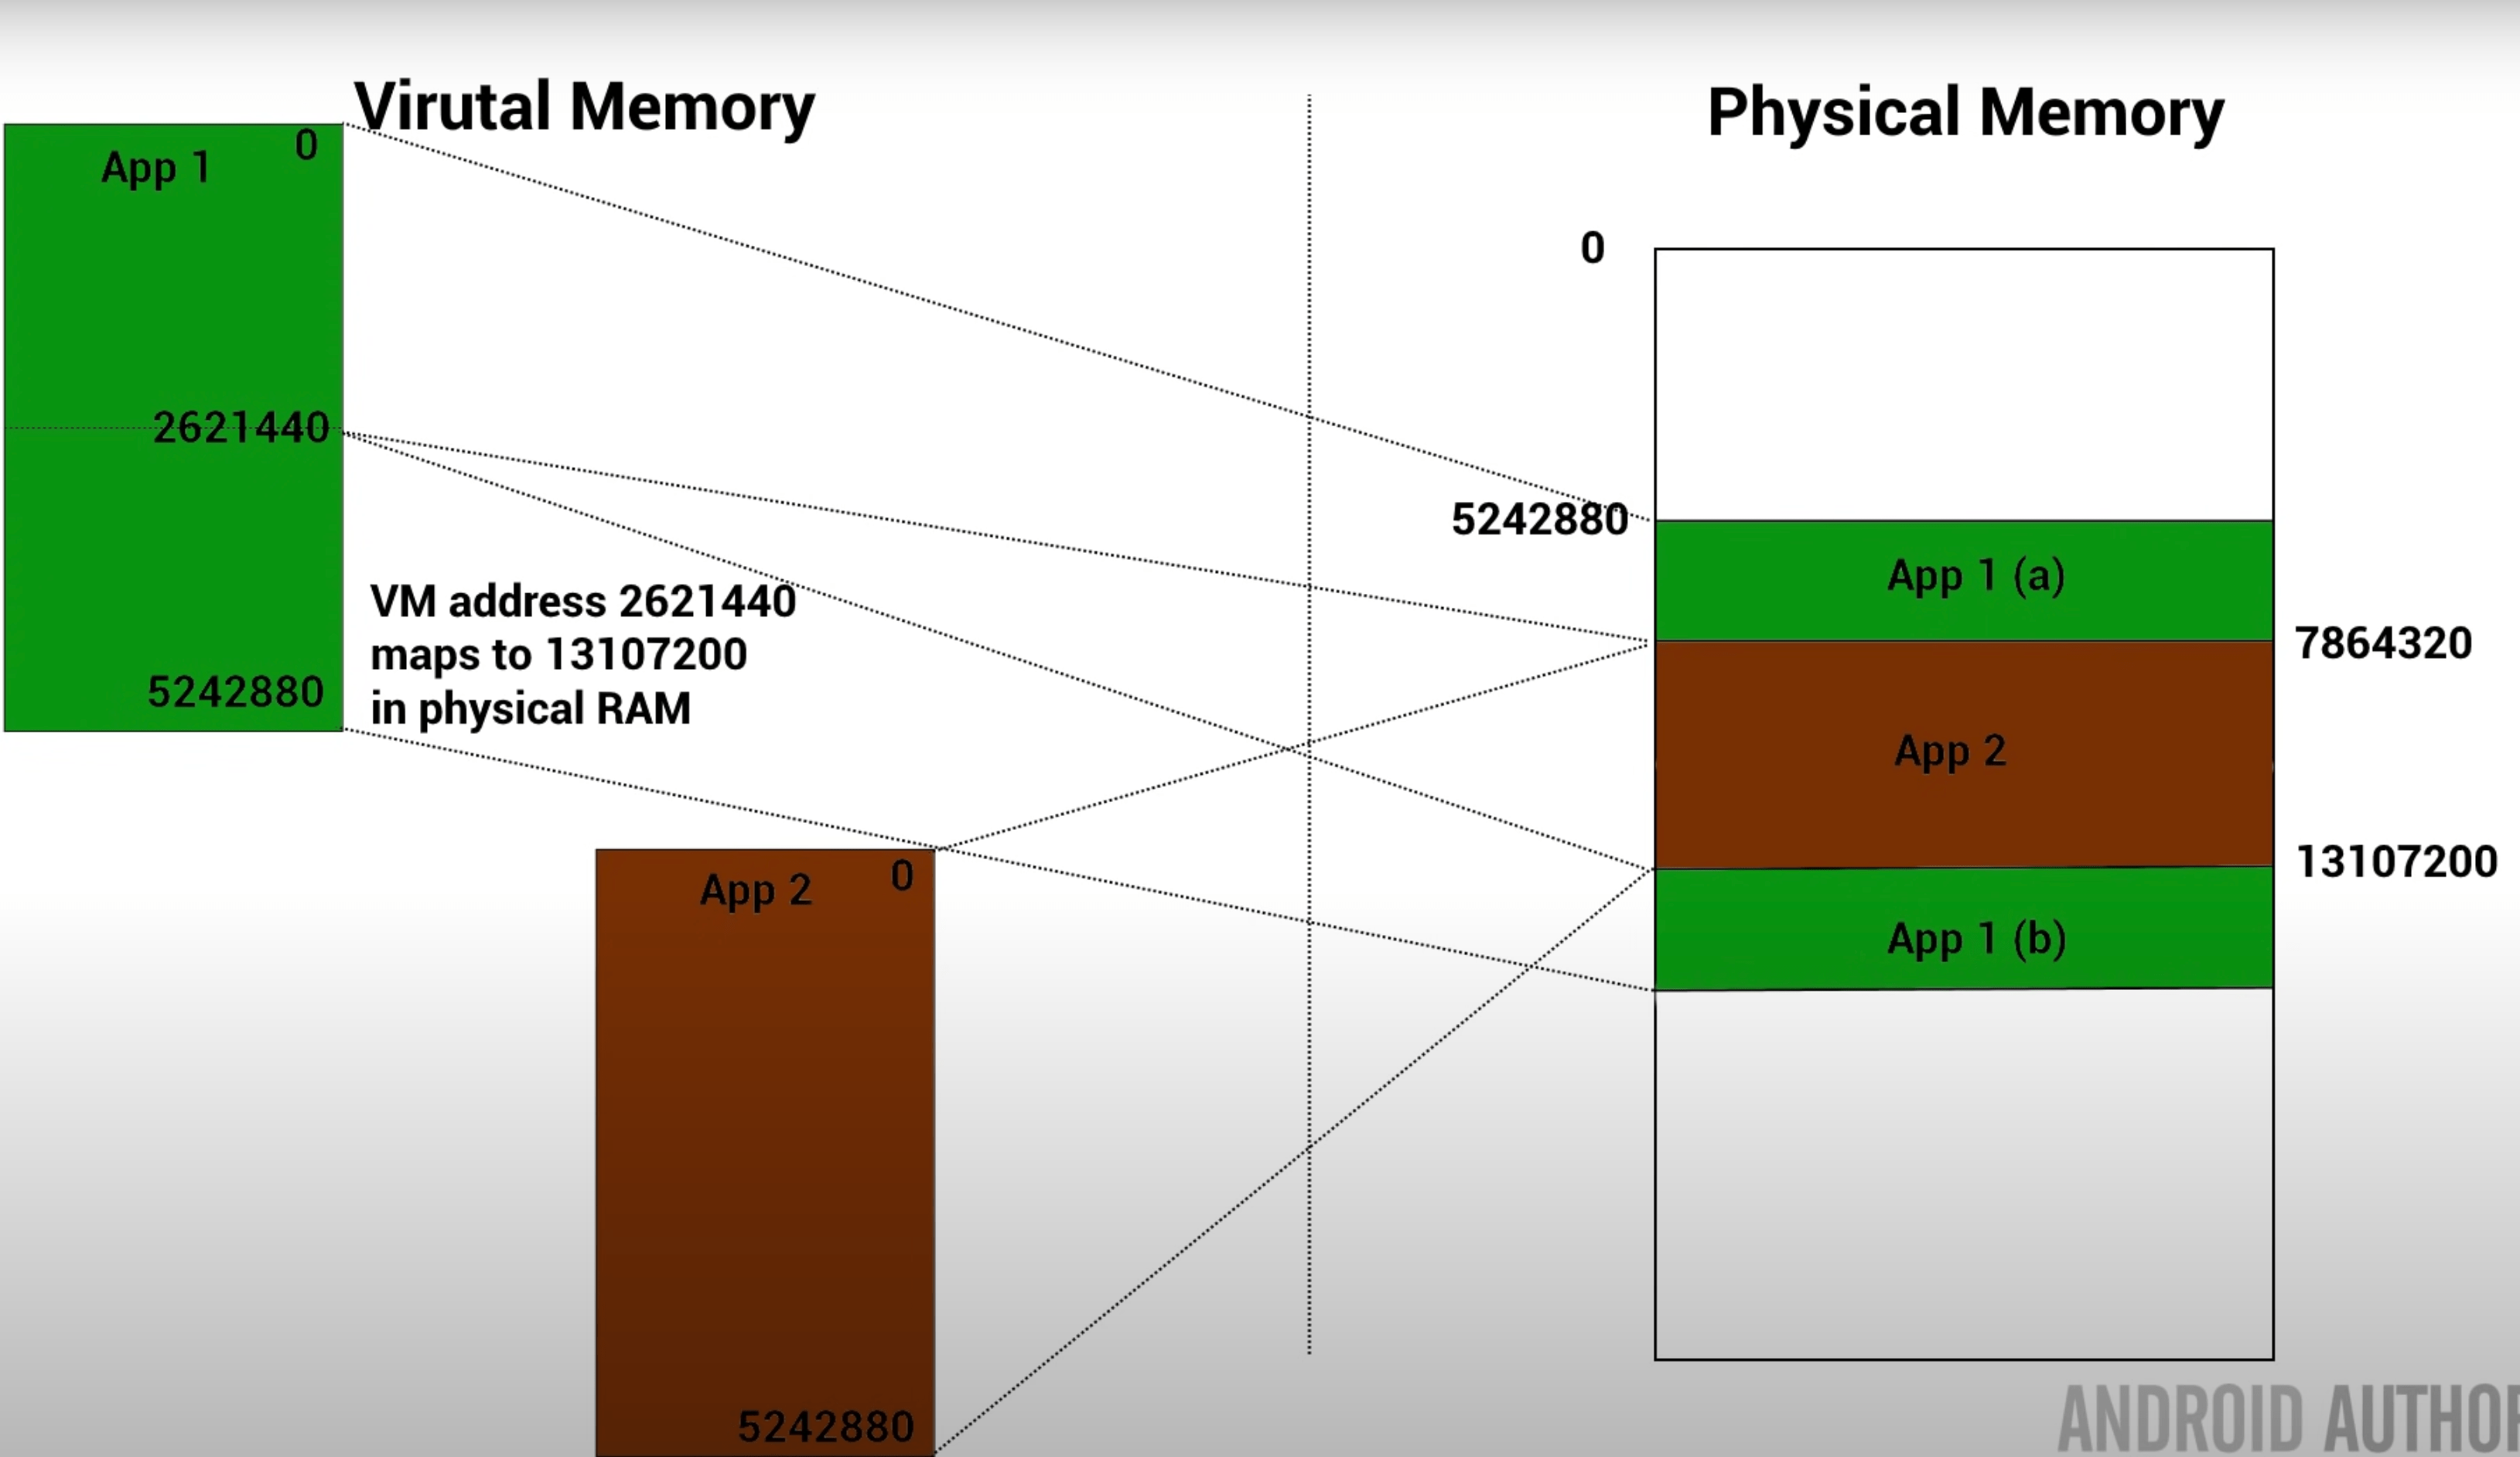 Virutal Memory
Physical Memory
App 1
0
2621440
5242880
VM address 2621440
maps to 13107200
in physical RAM
App 2
0
5242880
0
5242880
App 1 (a)
7864320
App 2
13107200
App 1 (b)
ANDROID